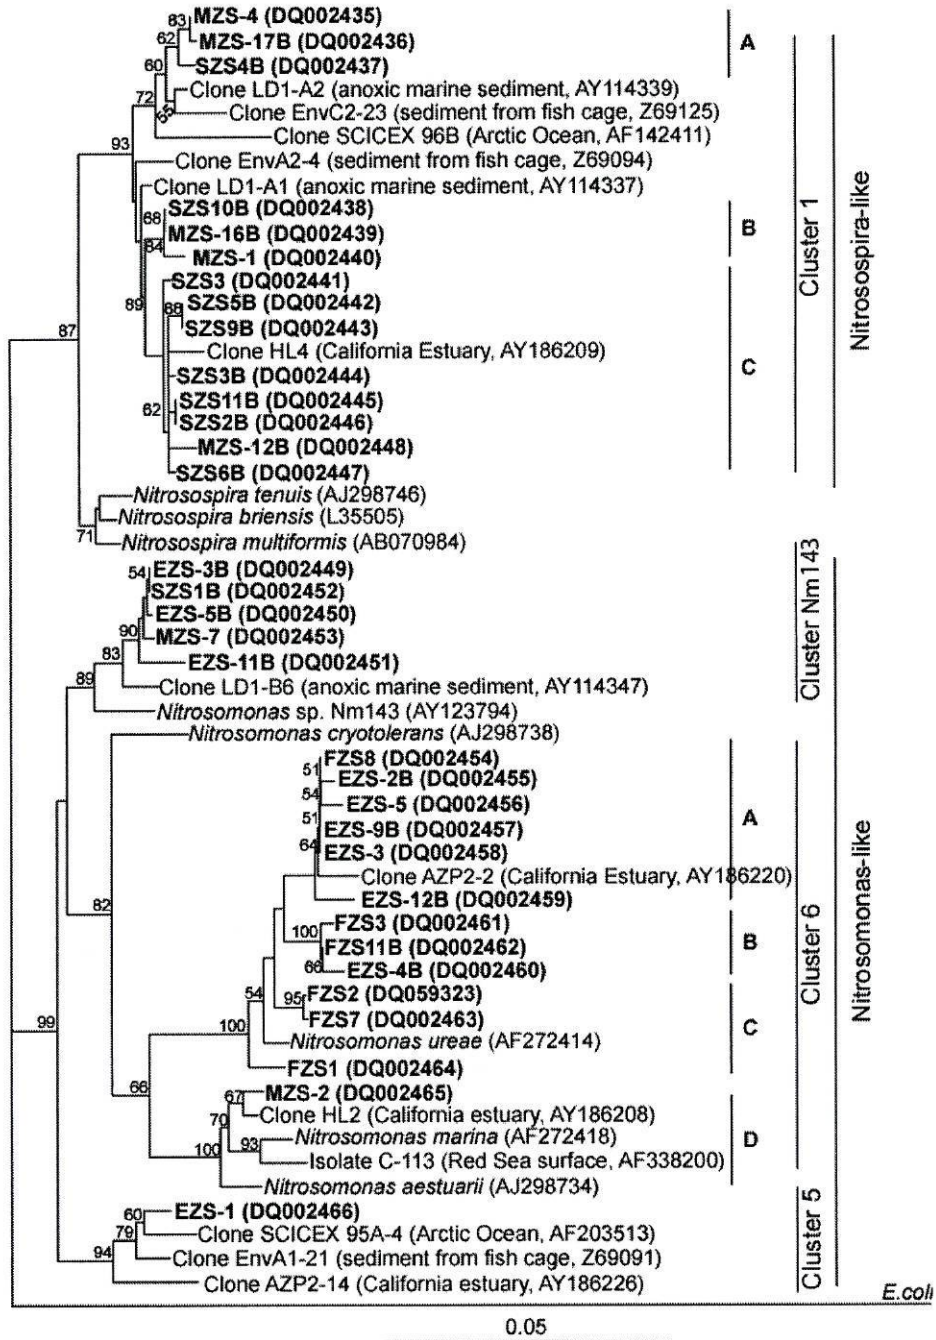 83 MZS-4 (DQ002435)
62 MZS-17B (DQ002436)
A
SZS4B (DQ002437)
60
Clone LD1-A2 (anoxic marine sediment, AY114339)
72
55 Clone EnvC2-23 (sediment from fish cage, Z69125)
Clone SCICEX 96B (Arctic Ocean, AF142411)
93
Clone EnvA2-4 (sediment from fish cage, Z69094)
Clone LD1-A1 (anoxic marine sediment, AY114337)
68 SZS10B (DQ002438)
MZS-16B (DQ002439)
B
84
MZS-1 (DQ002440)
SZS3 (DQ002441)
89
68 SZS5B (DQ002442)
SZS9B (DQ002443)
87
Clone HL4 (California Estuary, AY186209)
C
SZS3B (DQ002444)
SZS11B (DQ002445)
62
SZS2B (DQ002446)
MZS-12B (DQ002448)
SZS6B (DQ002447)
Cluster 1
Nitrosospira-like
Nitrosospira tenuis (AJ298746)
Nitrosospira briensis (L35505)
71
Nitrosospira multiformis (AB070984)
54 EZS-3B (DQ002449)
SZS1B (DQ002452)
EZS-5B (DQ002450)
90
MZS-7 (DQ002453)
83
EZS-11B (DQ002451)
89
Clone LD1-B6 (anoxic marine sediment, AY114347)
Nitrosomonas sp. Nm143 (AY123794)
Cluster Nm143
Nitrosomonas cryotolerans (AJ298738)
FZS8 (DQ002454)
51
EZS-2B (DQ002455)
54
EZS-5 (DQ002456)
51
A
EZS-9B (DQ002457)
64
EZS-3 (DQ002458)
Clone AZP2-2 (California Estuary, AY186220)
EZS-12B (DQ002459)
82
FZS3 (DQ002461)
100
FZS11B (DQ002462)
B
66
EZS-4B (DQ002460)
54
95 FZS2 (DQ059323)
FZS7 (DQ002463)
99
100
Nitrosomonas ureae (AF272414)
C
FZS1 (DQ002464)
66
67 MZS-2 (DQ002465)
Clone HL2 (California estuary, AY186208)
70
Nitrosomonas marina (AF272418)
D
93
Isolate C-113 (Red Sea surface, AF338200)
100
Nitrosomonas aestuarii (AJ298734)
Cluster 6
Nitrosomonas-like
60 EZS-1 (DQ002466)
79
Clone SCICEX 95A-4 (Arctic Ocean, AF203513)
94
Clone EnvA1-21 (sediment from fish cage, Z69091)
Clone AZP2-14 (California estuary, AY186226)
Cluster 5
E.coli
0.05